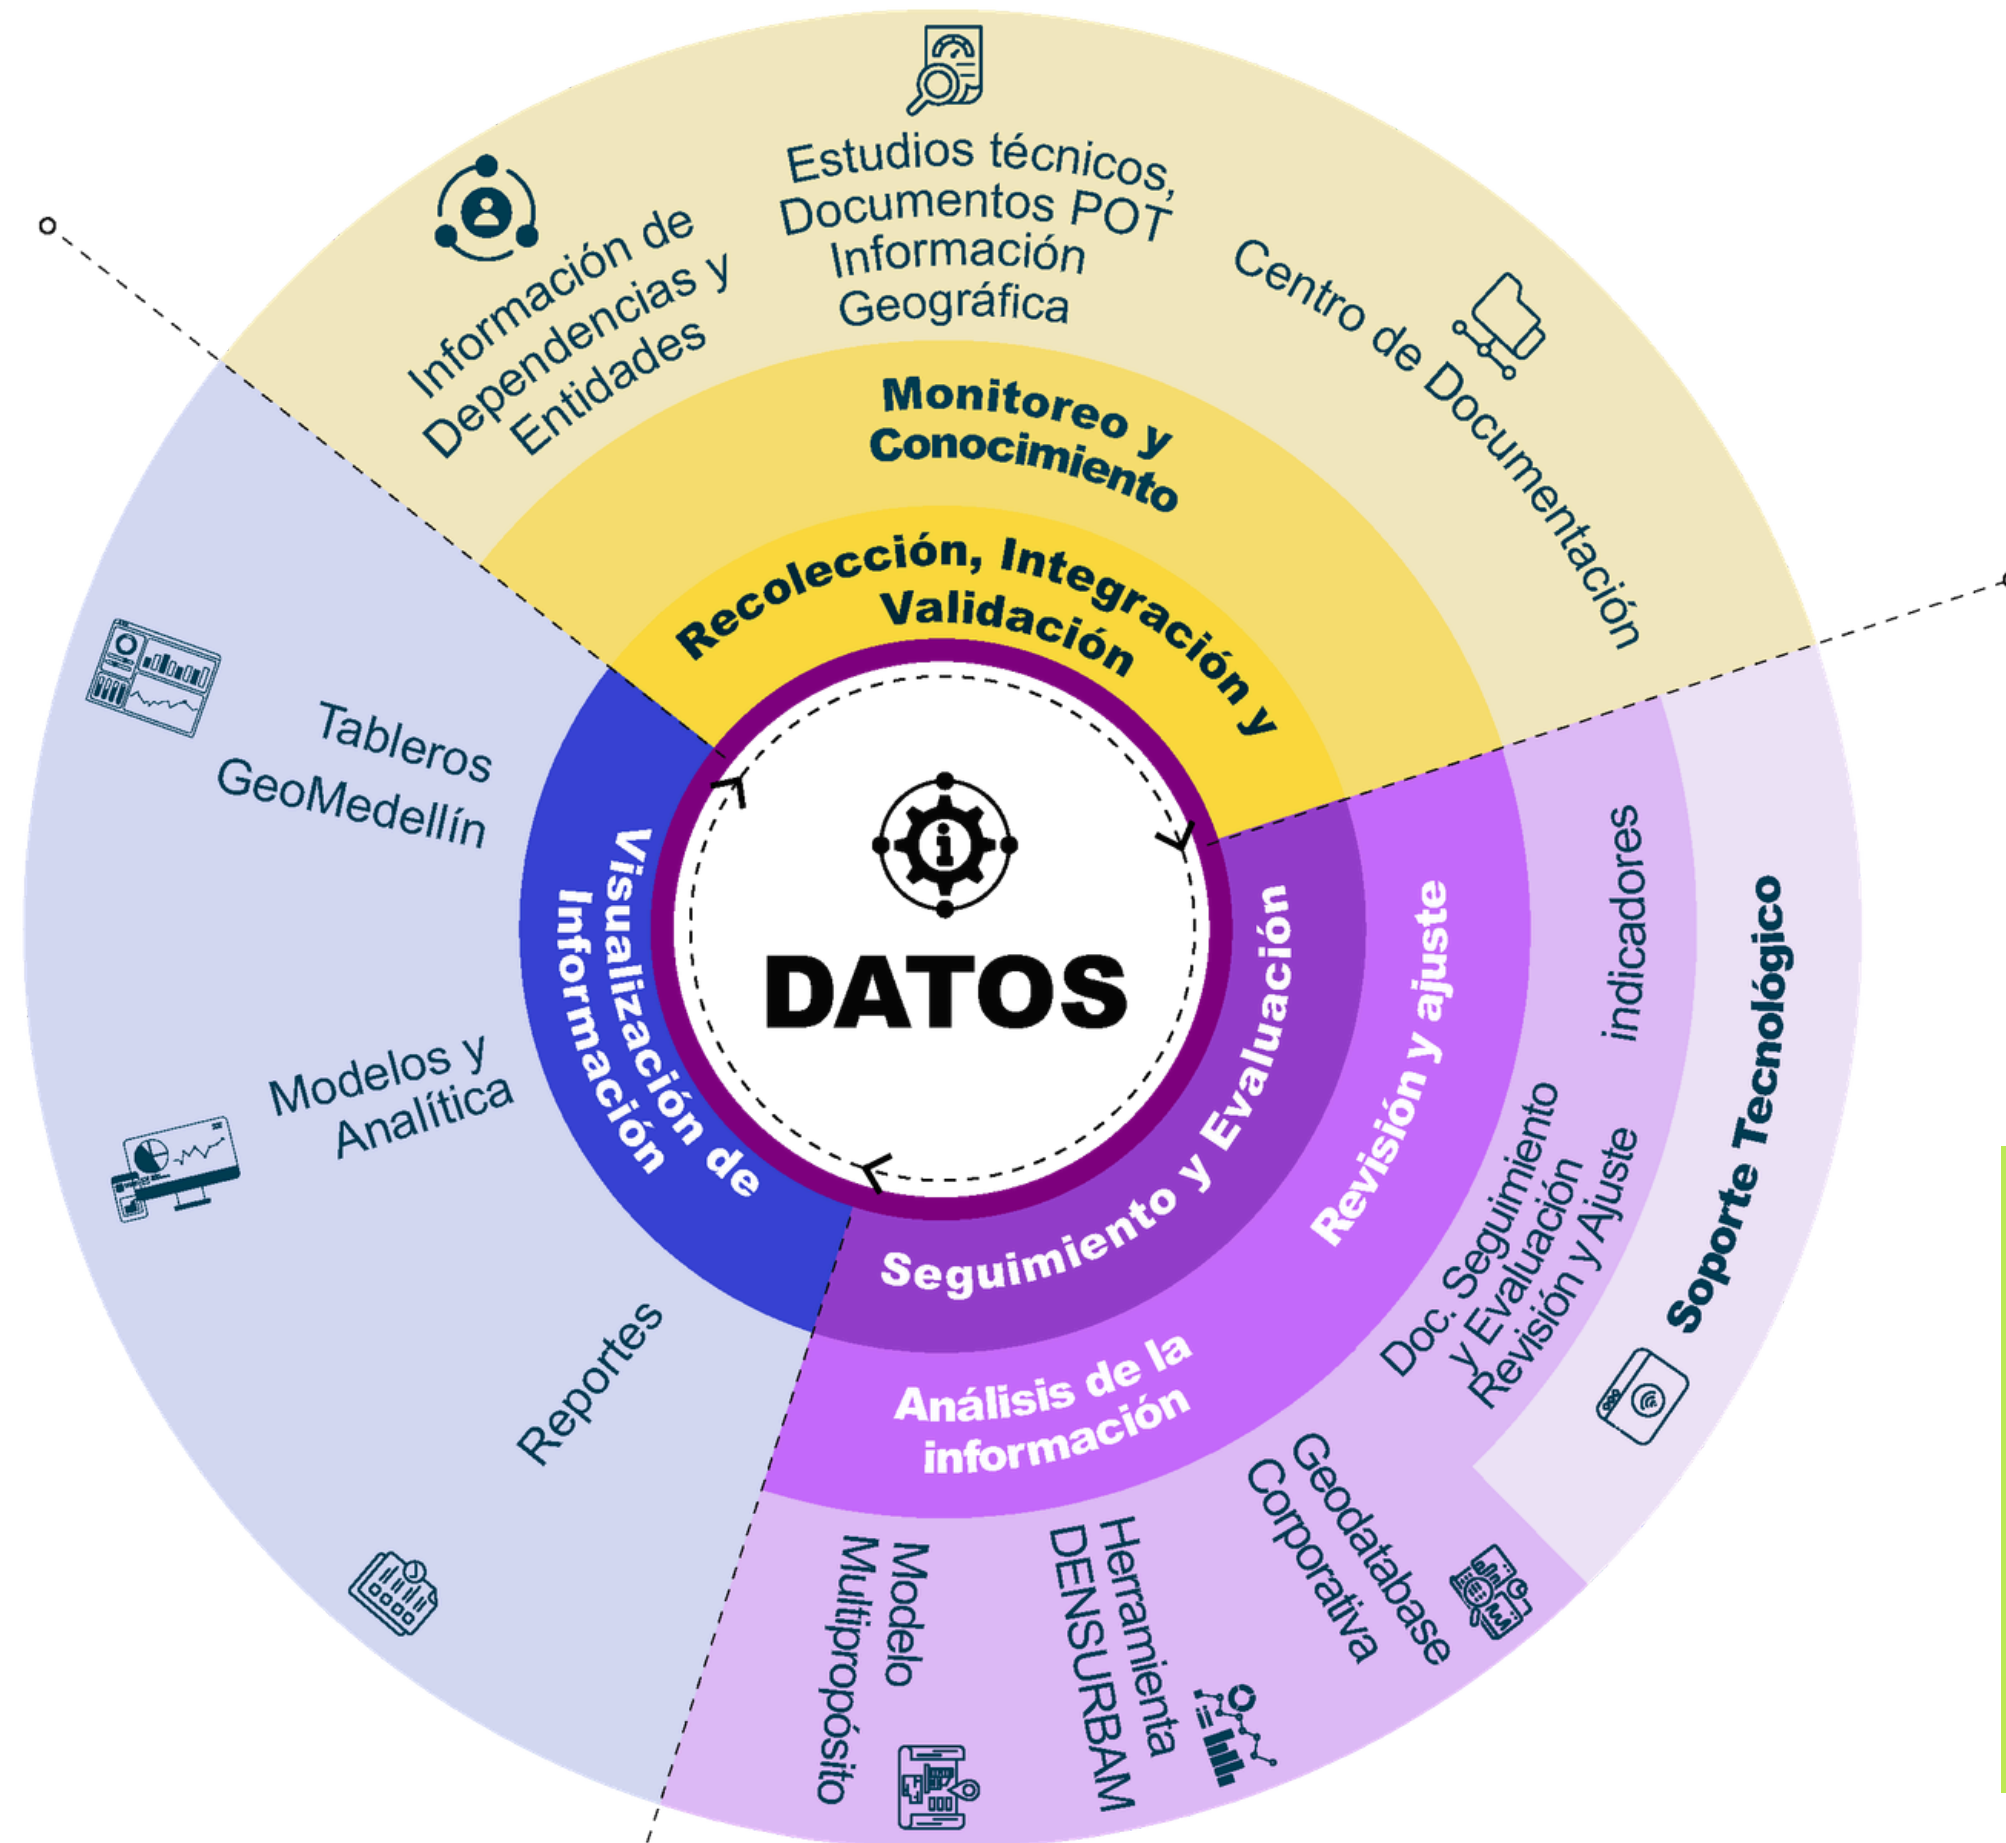 Información de
Dependencias y
Entidades
Estudios técnicos,
Documentos POT
Información
Geográfica
Centro de Documentación
Monitoreo y
Conocimiento
Recolección, Integración y
Validación
i
DATOS
Seguimiento y Evaluación
Revisión y ajuste
Análisis de la
información
indicadores
Soporte Tecnológico
Doc. Seguimiento
y Evaluación
Revisión y Ajuste
Geodatabase
Corporativa
Herramienta
DENSURBAM
Modelo
Multipropósito
Visualización de
Información
Tableros
GeoMedellín
Modelos y
Analítica
Reportes